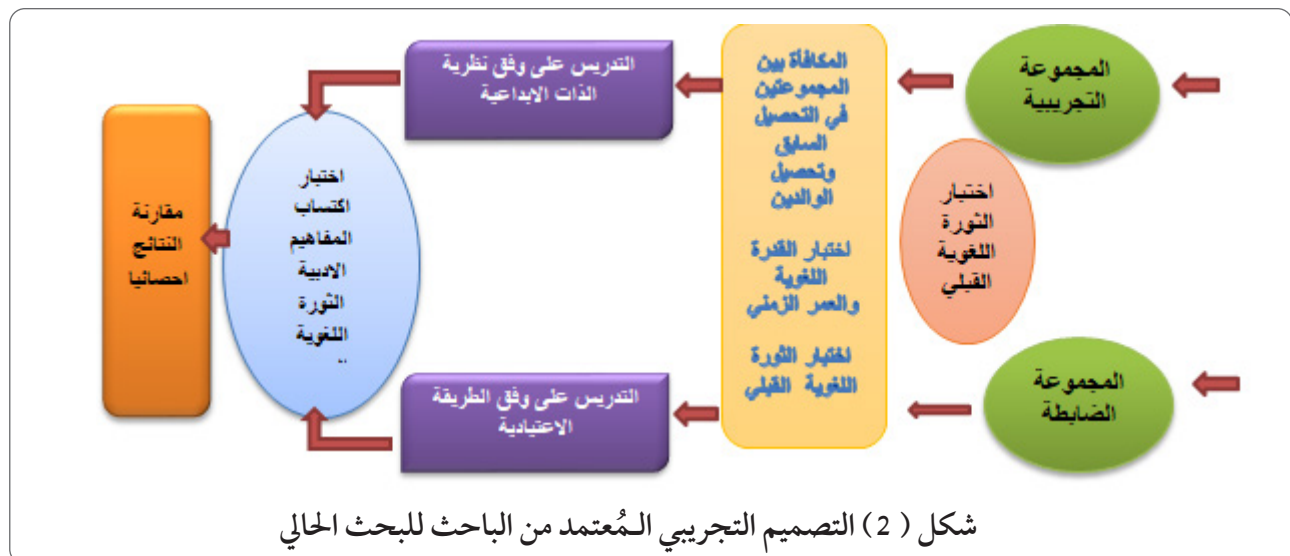 المجموعة
التجريبية
اختبار
الثورة
اللغوية
القبلي
المجموعة
الضابطة
المكافأة بين
المجموعتين
في التحصيل
السابق
وتحصيل
الوالدين
اختبار القدرة
اللغوية
والعمر الزمني
اختبار الثورة
اللغوية القبلي
التدريس على وفق نظرية
الذات الابداعية
التدريس على وفق الطريقة
الاعتيادية
اختبار
اكتساب
المفاهيم
الادبية
الثورة
اللغوية
مقارنة
النتائج
احصائيا
شكل ( 2 ) التصميم التجريبي المُعتمد من الباحث للبحث الحالي